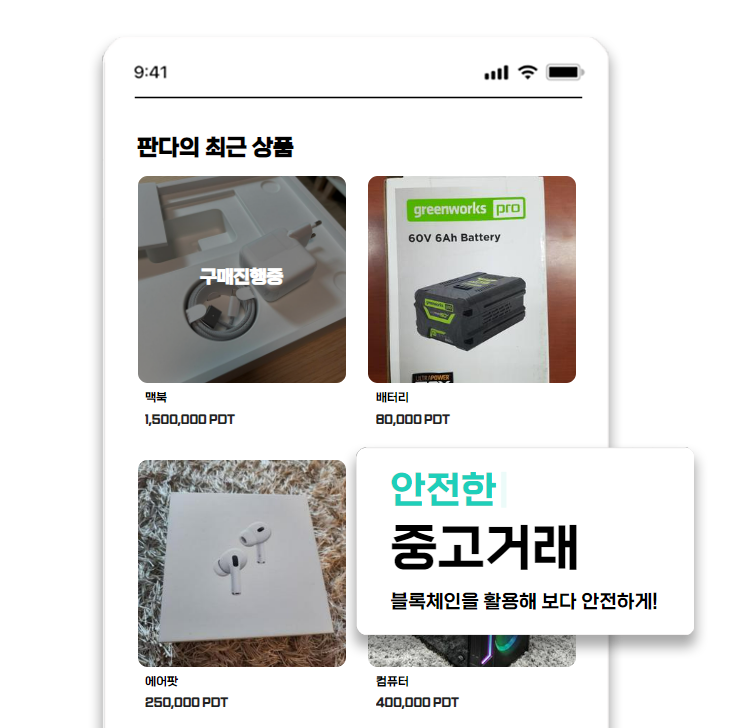 9:41
판다의 최근 상품
구매진행중
greenworks pro
60V 6Ah Battery
greenworks
맥북
1,500,000 PDT
배터리
80,000 PDT
안전한
중고거래
블록체인을 활용해 보다 안전하게!
에어팟
250,000 PDT
컴퓨터
400,000 PDT